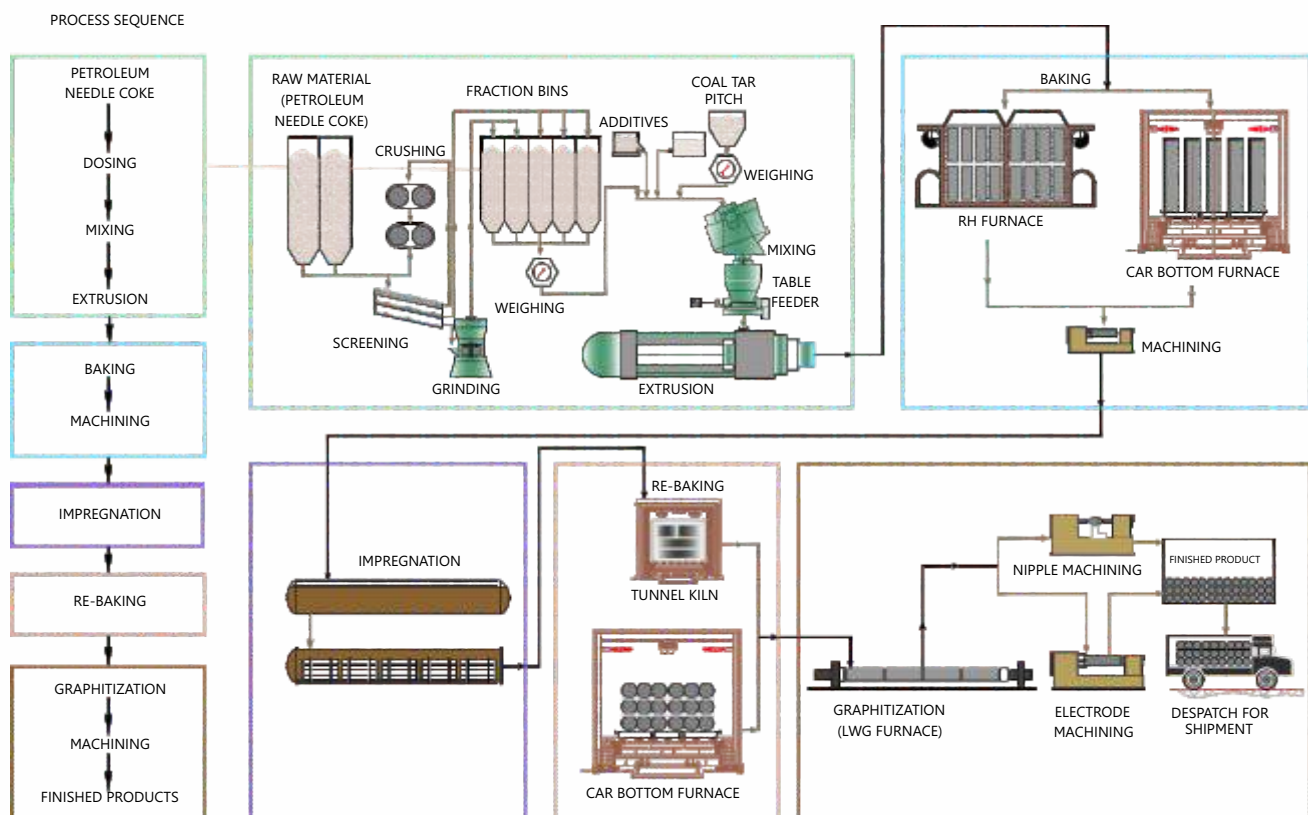 PROCESS SEQUENCE
PETROLEUM
NEEDLE COKE
DOSING
MIXING
EXTRUSION
BAKING
MACHINING
IMPREGNATION
RE-BAKING
GRAPHITIZATION
MACHINING
FINISHED PRODUCTS
RAW MATERIAL
(PETROLEUM
NEEDLE COKE)
CRUSHING
SCREENING
GRINDING
FRACTION BINS
WEIGHING
ADDITIVES
COAL TAR
PITCH
WEIGHING
MIXING
TABLE
FEEDER
EXTRUSION
BAKING
RH FURNACE
CAR BOTTOM FURNACE
MACHINING
IMPREGNATION
RE-BAKING
TUNNEL KILN
CAR BOTTOM FURNACE
GRAPHITIZATION
(LWG FURNACE)
NIPPLE MACHINING
ELECTRODE
MACHINING
FINISHED PRODUCT
DESPATCH FOR
SHIPMENT